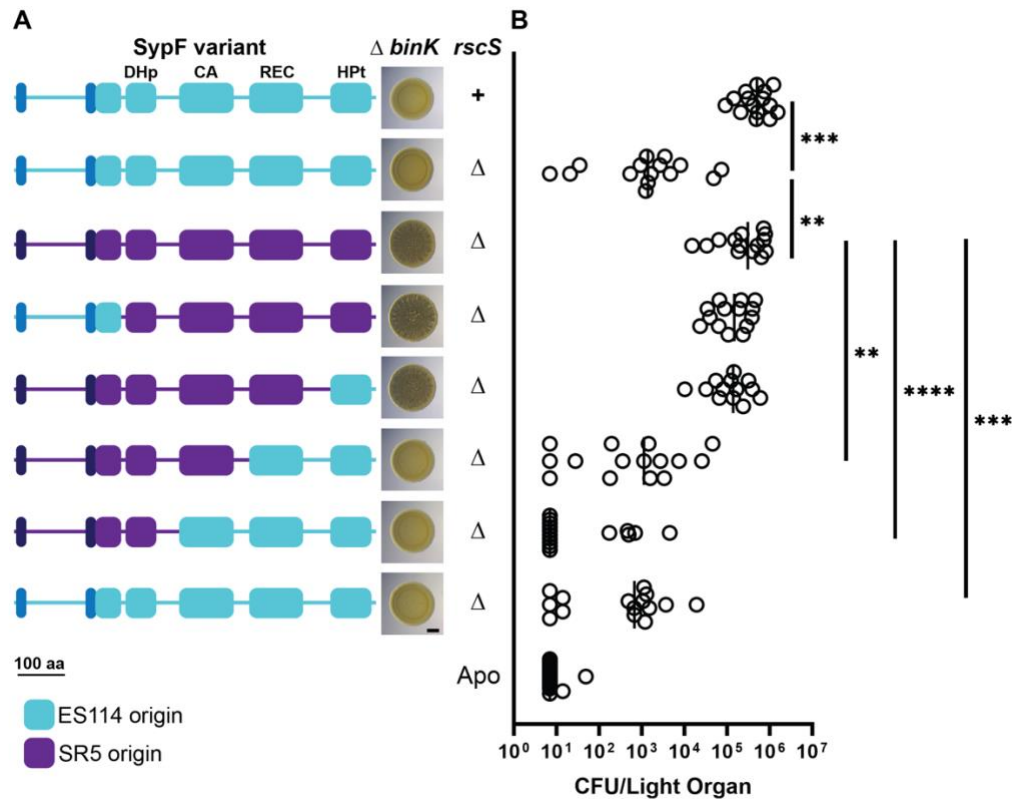 A
B
SypF variant
Δ binK rscS
DHp CA REC HPt
+
***
Δ
**
Δ
Δ
**
****
***
Δ
Δ
Δ
Δ
100 aa
Apo
ES114 origin
SR5 origin
10⁰ 10¹ 10² 10³ 10⁴ 10⁵ 10⁶ 10⁷
CFU/Light Organ